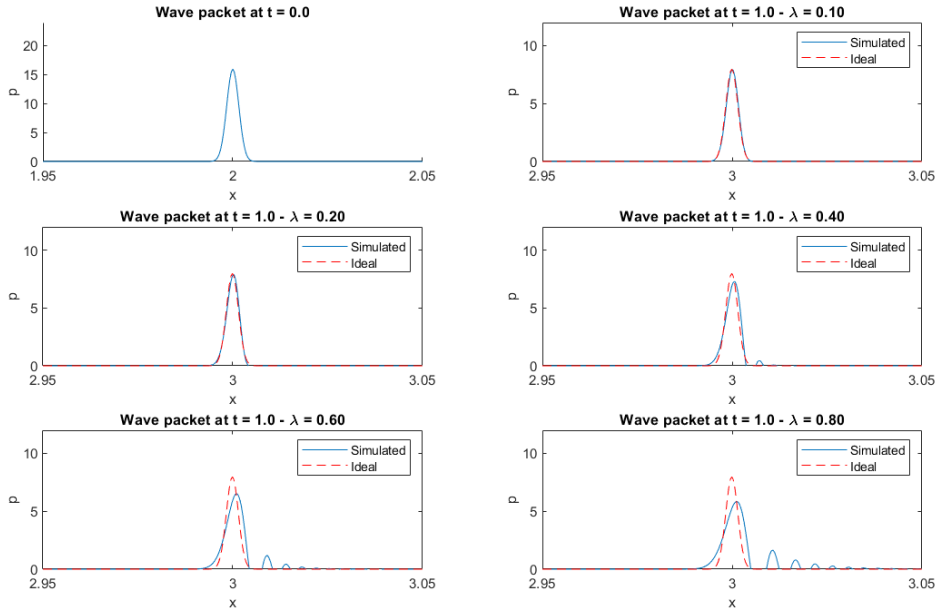 Wave packet at t = 0.0
20
15
10
5
0
p
1.95
2
2.05
x
Wave packet at t = 1.0 - λ = 0.10
Simulated
Ideal
10
5
0
p
2.95
3
3.05
x
Wave packet at t = 1.0 - λ = 0.20
Simulated
Ideal
10
5
0
p
2.95
3
3.05
x
Wave packet at t = 1.0 - λ = 0.40
Simulated
Ideal
10
5
0
p
2.95
3
3.05
x
Wave packet at t = 1.0 - λ = 0.60
Simulated
Ideal
10
5
0
p
2.95
3
3.05
x
Wave packet at t = 1.0 - λ = 0.80
Simulated
Ideal
10
5
0
p
2.95
3
3.05
x